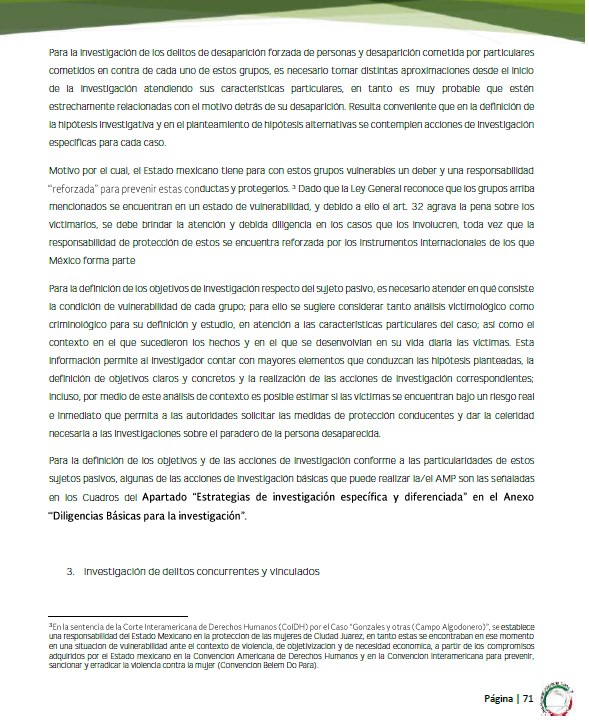 Para la investigación de los delitos de desaparición forzada de personas y desaparición cometida por particulares
cometidos en contra de cada uno de estos grupos, es necesario tomar distintas aproximaciones desde el inicio
de la investigación atendiendo sus características particulares, en tanto es muy probable que estén
estrechamente relacionadas con el motivo detrás de su desaparición. Resulta conveniente que en la definición de
la hipótesis investigativa y en el planteamiento de hipótesis alternativas se contemplen acciones de investigación
específicas para cada caso.
Motivo por el cual, el Estado mexicano tiene para con estos grupos vulnerables un deber y una responsabilidad
“reforzada” para prevenir estas conductas y protegerlos. ³ Dado que la Ley General reconoce que los grupos arriba
mencionados se encuentran en un estado de vulnerabilidad, y debido a ello el art. 32 agrava la pena sobre los
victimarios, se debe brindar la atención y debida diligencia en los casos que los involucren, toda vez que la
responsabilidad de protección de estos se encuentra reforzada por los instrumentos internacionales de los que
México forma parte
Para la definición de los objetivos de investigación respecto del sujeto pasivo, es necesario atender en qué consiste
la condición de vulnerabilidad de cada grupo; para ello se sugiere considerar tanto análisis victimológico como
criminológico para su definición y estudio, en atención a las características particulares del caso; así como el
contexto en el que sucedieron los hechos y en el que se desenvolvían en su vida diaria las víctimas. Esta
información permite al investigador contar con mayores elementos que conduzcan las hipótesis planteadas, la
definición de objetivos claros y concretos y la realización de las acciones de investigación correspondientes;
incluso, por medio de este análisis de contexto es posible estimar si las víctimas se encuentran bajo un riesgo real
e inmediato que permita a las autoridades solicitar las medidas de protección conducentes y dar la celeridad
necesaria a las investigaciones sobre el paradero de la persona desaparecida.
Para la definición de los objetivos y de las acciones de investigación conforme a las particularidades de estos
sujetos pasivos, algunas de las acciones de investigación básicas que puede realizar la/el AMP son las señaladas
en los Cuadros del Apartado “Estrategias de investigación específica y diferenciada” en el Anexo
“Diligencias Básicas para la investigación”.
3. Investigación de delitos concurrentes y vinculados
³En la sentencia de la Corte Interamericana de Derechos Humanos (CoIDH) por el Caso “Gonzales y otras (Campo Algodonero)”, se establece
una responsabilidad del Estado Mexicano en la proteccion de las mujeres de Ciudad Juarez, en tanto estas se encontraban en ese momento
en una situacion de vulnerabilidad ante el contexto de violencia, de objetivizacion y de necesidad economica, a partir de los compromisos
adquiridos por el Estado mexicano en la Convencion Americana de Derechos Humanos y en la Convencion Interamericana para prevenir,
sancionar y erradicar la violencia contra la mujer (Convencion Belem Do Para).
Página | 71